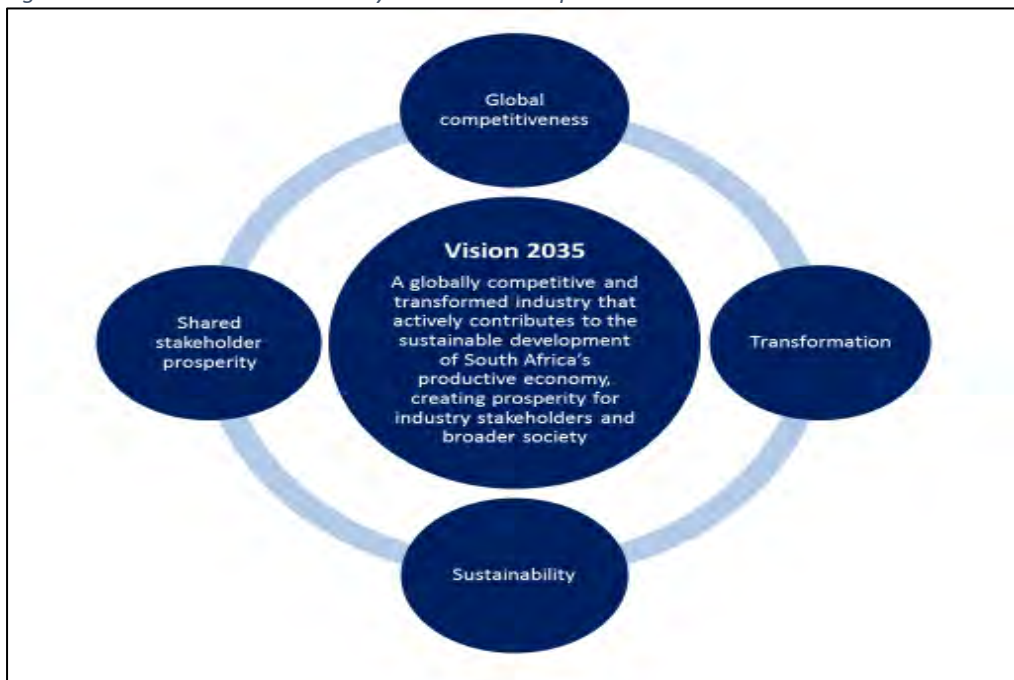 Global
competitiveness
Vision 2035
A globally competitive and
transformed industry that
actively contributes to the
sustainable development
of South Africa's
productive economy,
creating prosperity for
industry stakeholders and
broader society
Shared
stakeholder
prosperity
Transformation
Sustainability